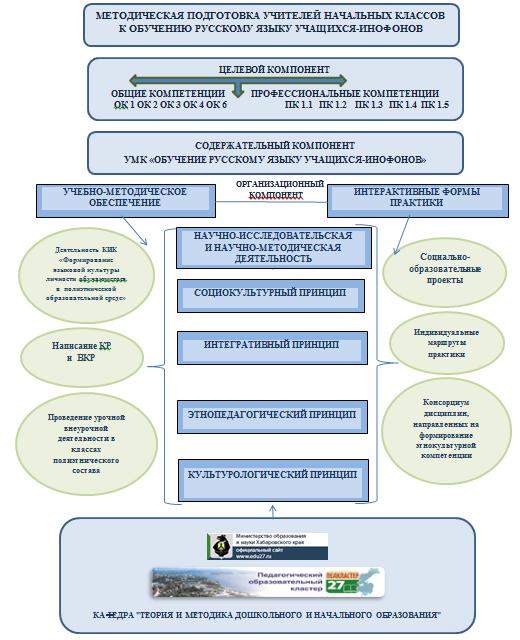 МЕТОДИЧЕСКАЯ ПОДГОТОВКА УЧИТЕЛЕЙ НАЧАЛЬНЫХ КЛАССОВ
К ОБУЧЕНИЮ РУССКОМУ ЯЗЫКУ УЧАЩИХСЯ-ИНОФОНОВ
ЦЕЛЕВОЙ КОМПОНЕНТ
ОБЩИЕ КОМПЕТЕНЦИИ
ОК 1 ОК 2 ОК 3 ОК 4 ОК 6
ПРОФЕССИОНАЛЬНЫЕ КОМПЕТЕНЦИИ
ПК 1.1 ПК 1.2 ПК 1.3 ПК 1.4 ПК 1.5
СОДЕРЖАТЕЛЬНЫЙ КОМПОНЕНТ
УМК «ОБУЧЕНИЕ РУССКОМУ ЯЗЫКУ УЧАЩИХСЯ-ИНОФОНОВ»
УЧЕБНО-МЕТОДИЧЕСКОЕ
ОБЕСПЕЧЕНИЕ
ОРГАНИЗАЦИОННЫЙ
КОМПОНЕНТ
ИНТЕРАКТИВНЫЕ ФОРМЫ
ПРАКТИКИ
Деятельность КИК
«Формирование
языковой культуры
личности обучающегося
в полиэтнической
образовательной среде»
Написание КР
и ВКР
Проведение урочной
внеурочной
деятельности в
классах
полиэтнического
состава
НАУЧНО-ИССЛЕДОВАТЕЛЬСКАЯ
И НАУЧНО-МЕТОДИЧЕСКАЯ
ДЕЯТЕЛЬНОСТЬ
СОЦИОКУЛЬТУРНЫЙ ПРИНЦИП
ИНТЕГРАТИВНЫЙ ПРИНЦИП
ЭТНОПЕДАГОГИЧЕСКИЙ ПРИНЦИП
КУЛЬТУРОЛОГИЧЕСКИЙ ПРИНЦИП
Социально-
образовательные
проекты
Индивидуальные
маршруты
практики
Консорциум
дисциплин,
направленных на
формирование
этнокультурной
компетенции
Министерство образования
и науки Хабаровского края
официальный сайт
www.edu27.ru
Педагогический
образовательный
кластер
ПЕДКЛАСТЕР
27
КАФЕДРА "ТЕОРИЯ И МЕТОДИКА ДОШКОЛЬНОГО И НАЧАЛЬНОГО ОБРАЗОВАНИЯ"